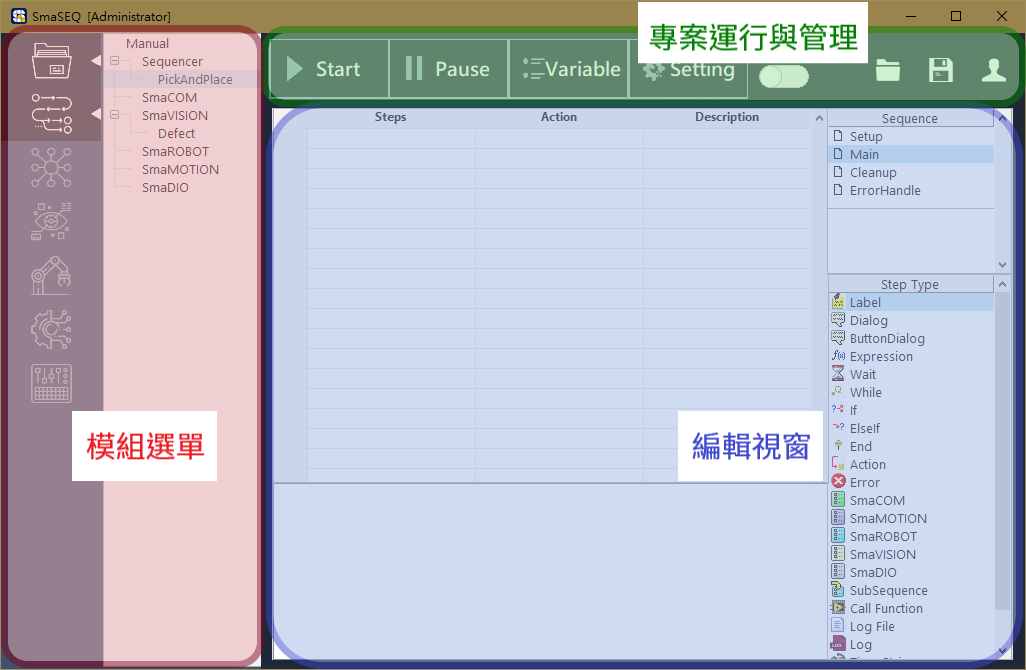 SmaSEQ [Administrator]
專案運行與管理
Start
Pause
Variable
Setting
Manual
Sequencer
PickAndPlace
SmaCOM
SmaVISION
Defect
SmaROBOT
SmaMOTION
SmaDIO
模組選單
Steps Action Description
編輯視窗
Sequence
Setup
Main
Cleanup
ErrorHandle
Step Type
Label
Dialog
ButtonDialog
Expression
Wait
While
If
ElseIf
End
Action
Error
SmaCOM
SmaMOTION
SmaROBOT
SmaVISION
SmaDIO
SubSequence
Call Function
Log File
Log